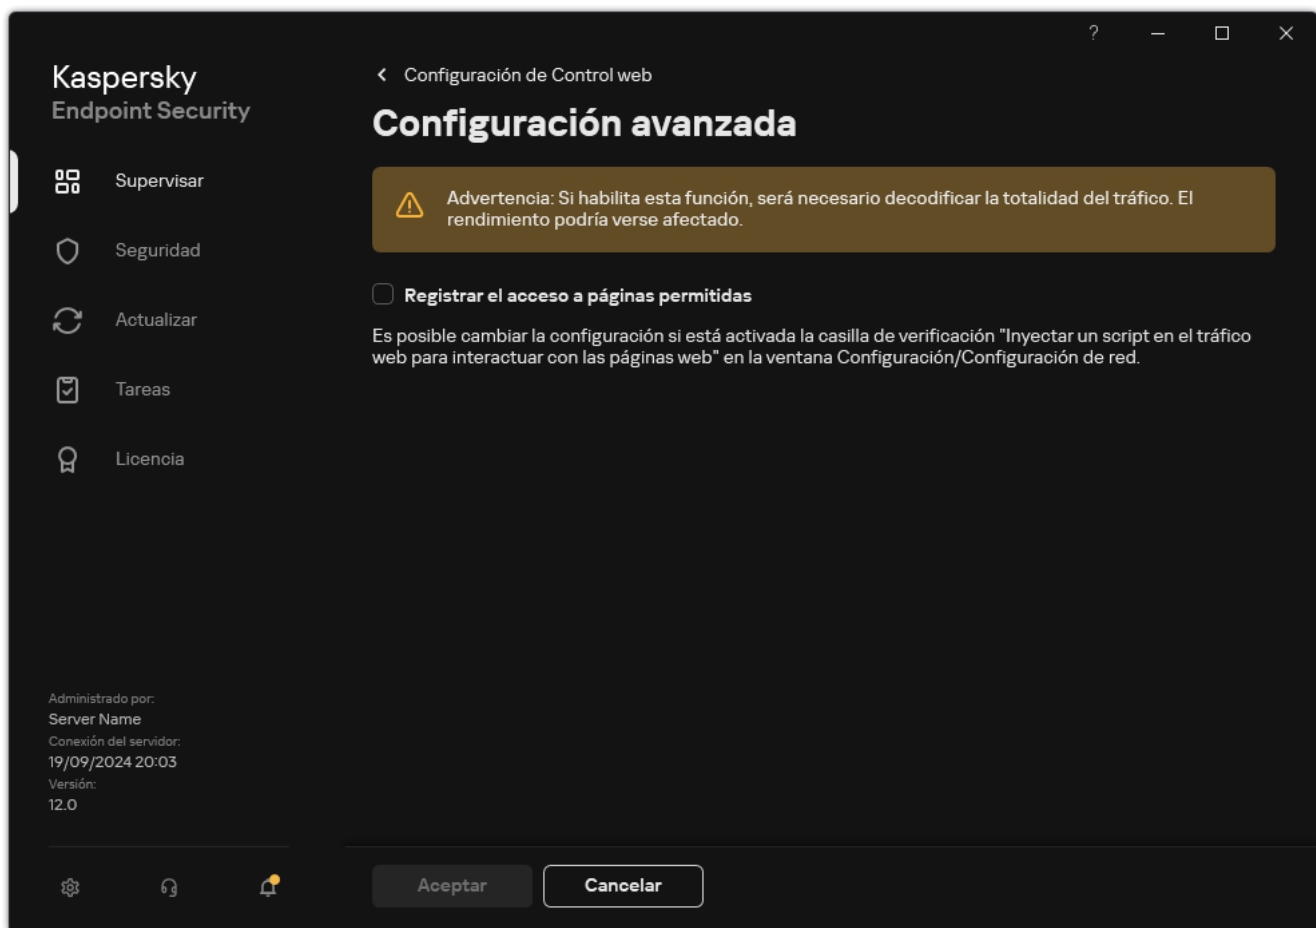 ?
Kaspersky
Endpoint Security
Supervisar
Seguridad
Actualizar
Tareas
Licencia
Administrado por:
Server Name
Conexión del servidor:
19/09/2024 20:03
Versión:
12.0
Configuración de Control web
Configuración avanzada
Advertencia: Si habilita esta función, será necesario decodificar la totalidad del tráfico. El
rendimiento podría verse afectado.
Registrar el acceso a páginas permitidas
Es posible cambiar la configuración si está activada la casilla de verificación "Inyectar un script en el tráfico
web para interactuar con las páginas web" en la ventana Configuración/Configuración de red.
Aceptar
Cancelar